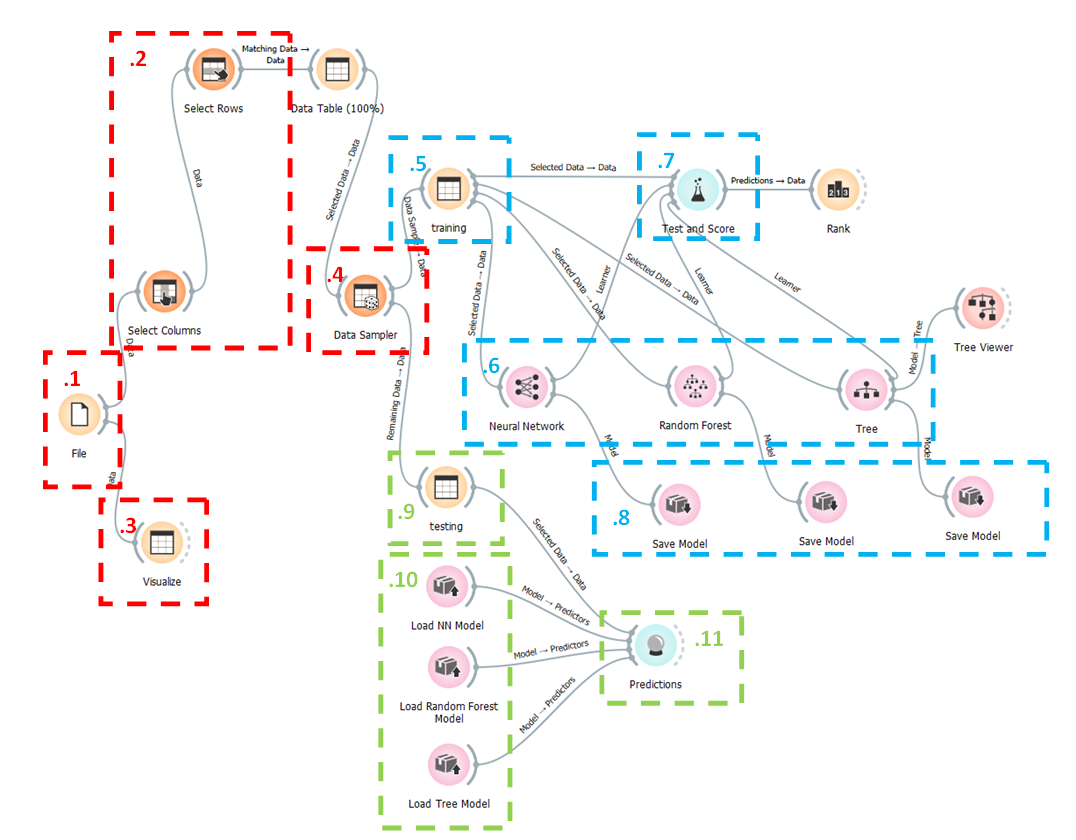 .2
Select Rows
Matching Data →
Data
Data Table (100%)
Data
Selected Data → Data
.5
training
Selected Data → Data
.7
Test and Score
Predictions → Data
Rank
Data Sample → Data
.4
Data Sampler
Select Columns
Data
.1
File
Data
.3
Visualize
Remaining Data → Data
Selected Data → Data
Selected Data → Data
Selected Data → Data
Learner
Learner
Learner
Model → Tree
Tree Viewer
.6
Neural Network
Random Forest
Tree
Model
Model
Model
.8
Save Model
Save Model
Save Model
.9
testing
Selected Data → Data
.10
Load NN Model
Model → Predictors
Load Random Forest
Model
Model → Predictors
Load Tree Model
Model → Predictors
.11
Predictions
213